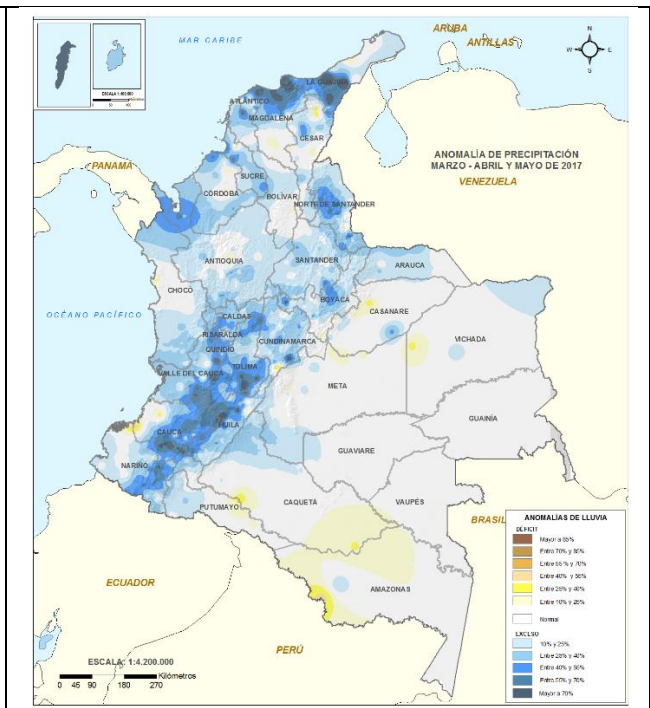 ARUBA
ANTILLAS
MAR CARIBE
N
W
E
S
ESCALA 1:400.000
ANOMALÍA DE PRECIPITACIÓN
MARZO - ABRIL Y MAYO DE 2017
VENEZUELA
PANAMÁ
LA GUAJIRA
ATLÁNTICO
MAGDALENA
CESAR
SUCRE
CÓRDOBA
BOLÍVAR
NORTE DE SANTANDER
ANTIOQUIA
SANTANDER
ARAUCA
CHOCÓ
BOYACÁ
OCÉANO PACÍFICO
CALDAS
CASANARE
RISARALDA
CUNDINAMARCA
VICHADA
QUINDÍO
TOLIMA
VALLE DEL CAUCA
META
GUAINÍA
CAUCA
HUILA
GUAVIARE
NARIÑO
CAQUETÁ
VAUPÉS
PUTUMAYO
BRASIL
AMAZONAS
ECUADOR
PERÚ
ANOMALÍAS DE LLUVIA
DÉFICIT
Mayor a 85%
Entre 70% y 85%
Entre 55% y 70%
Entre 40% y 55%
Entre 25% y 40%
Entre 10% y 25%
Normal
EXCESO
10% y 25%
Entre 25% y 40%
Entre 40% y 55%
Entre 55% y 70%
Mayor a 70%
ESCALA: 1:4.200.000
Kilómetros
0 45 90 180 270